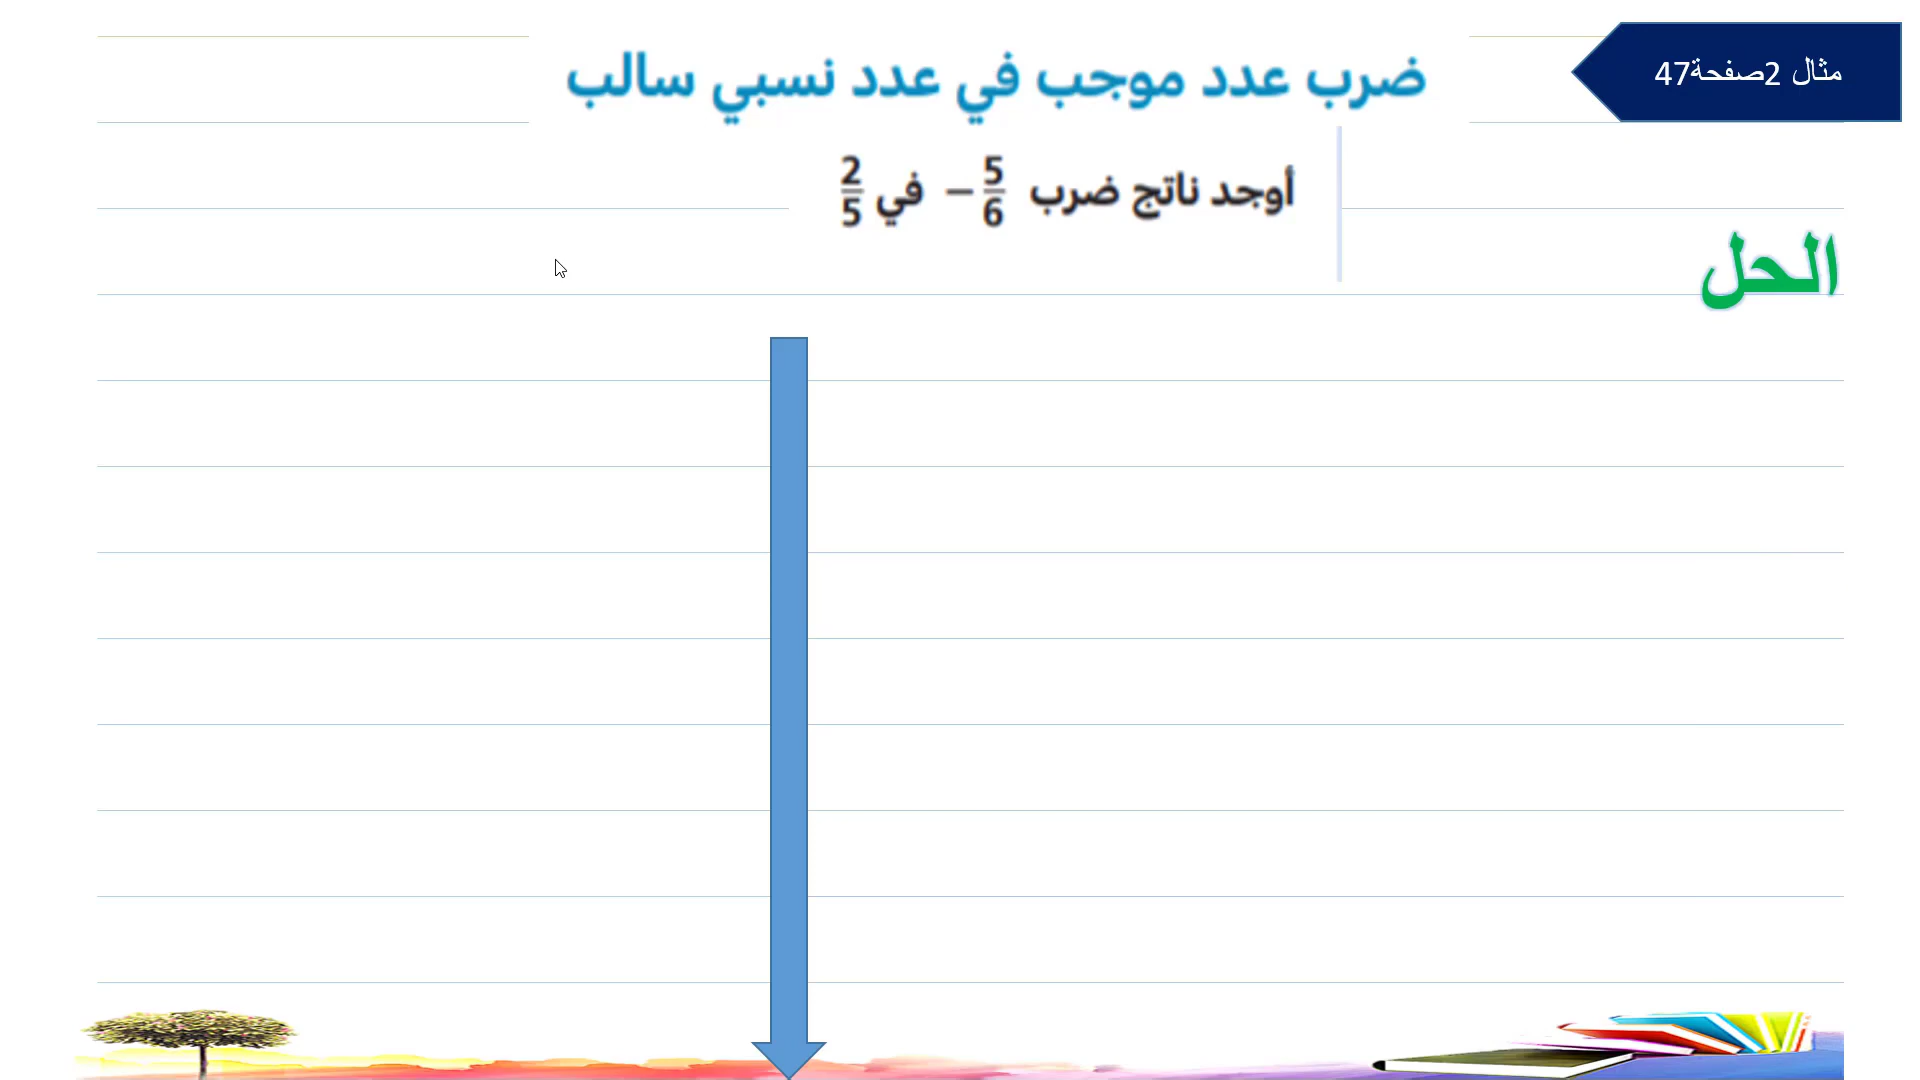 مثال 2صفحة47
ضرب عدد موجب في عدد نسبي سالب
أوجد ناتج ضرب −5/6 في 2/5
الحل